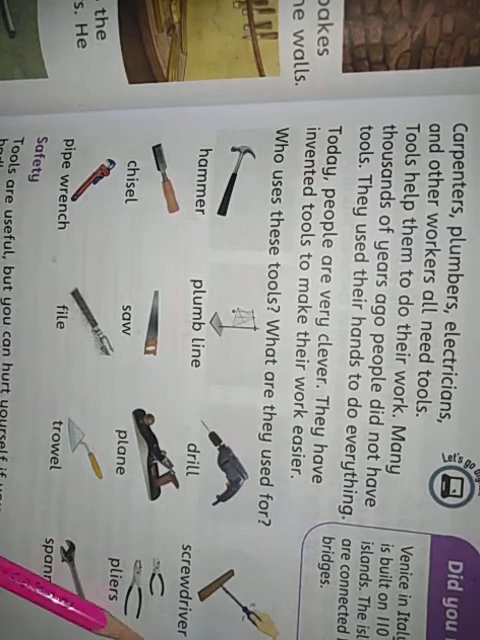 the
s. He
bakes
he walls.
Carpenters, plumbers, electricians,
and other workers all need tools.
Tools help them to do their work. Many
thousands of years ago people did not have
tools. They used their hands to do everything.
Today, people are very clever. They have
invented tools to make their work easier.
Who uses these tools? What are they used for?
hammer
plumb line
drill
screwdriver
chisel
saw
plane
pliers
pipe wrench
file
trowel
spann
Safety
Tools are useful, but you can hurt yourself if you
Let's go
Did you
Venice in Ital
is built on 110
islands. The isl
are connected
bridges.